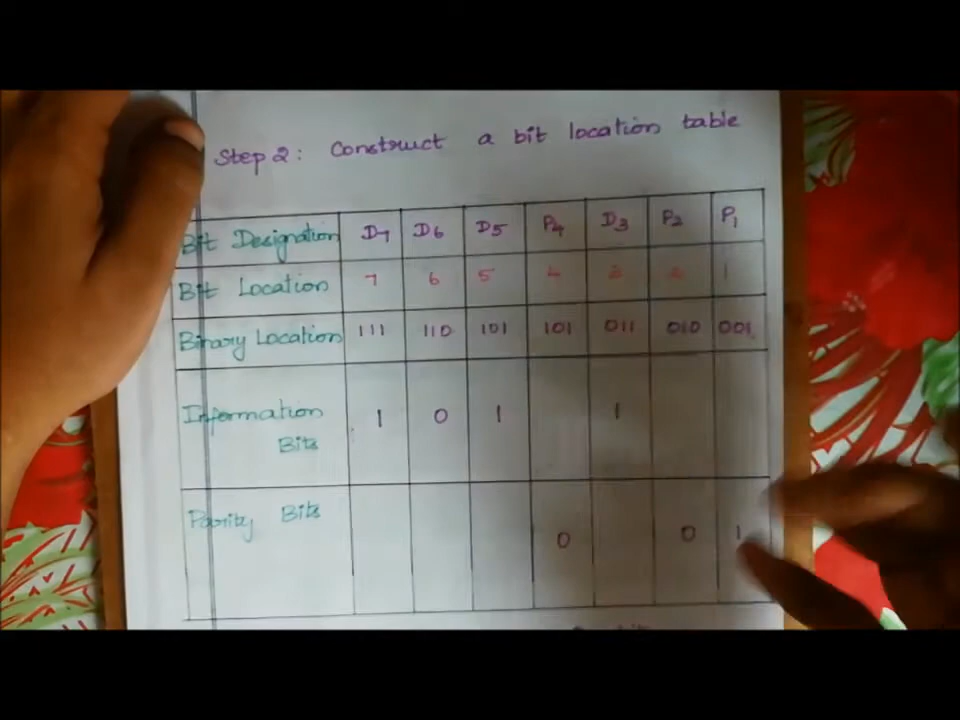 Step 2: Construct a bit location table
Bit Designation D7 D6 D5 P4 D3 P2 P1
Bit Location 7 6 5 4 3 2 1
Binary Location 111 110 101 101 011 010 001
Information 1 0 1 1
Bits
Parity Bits 0 0 1